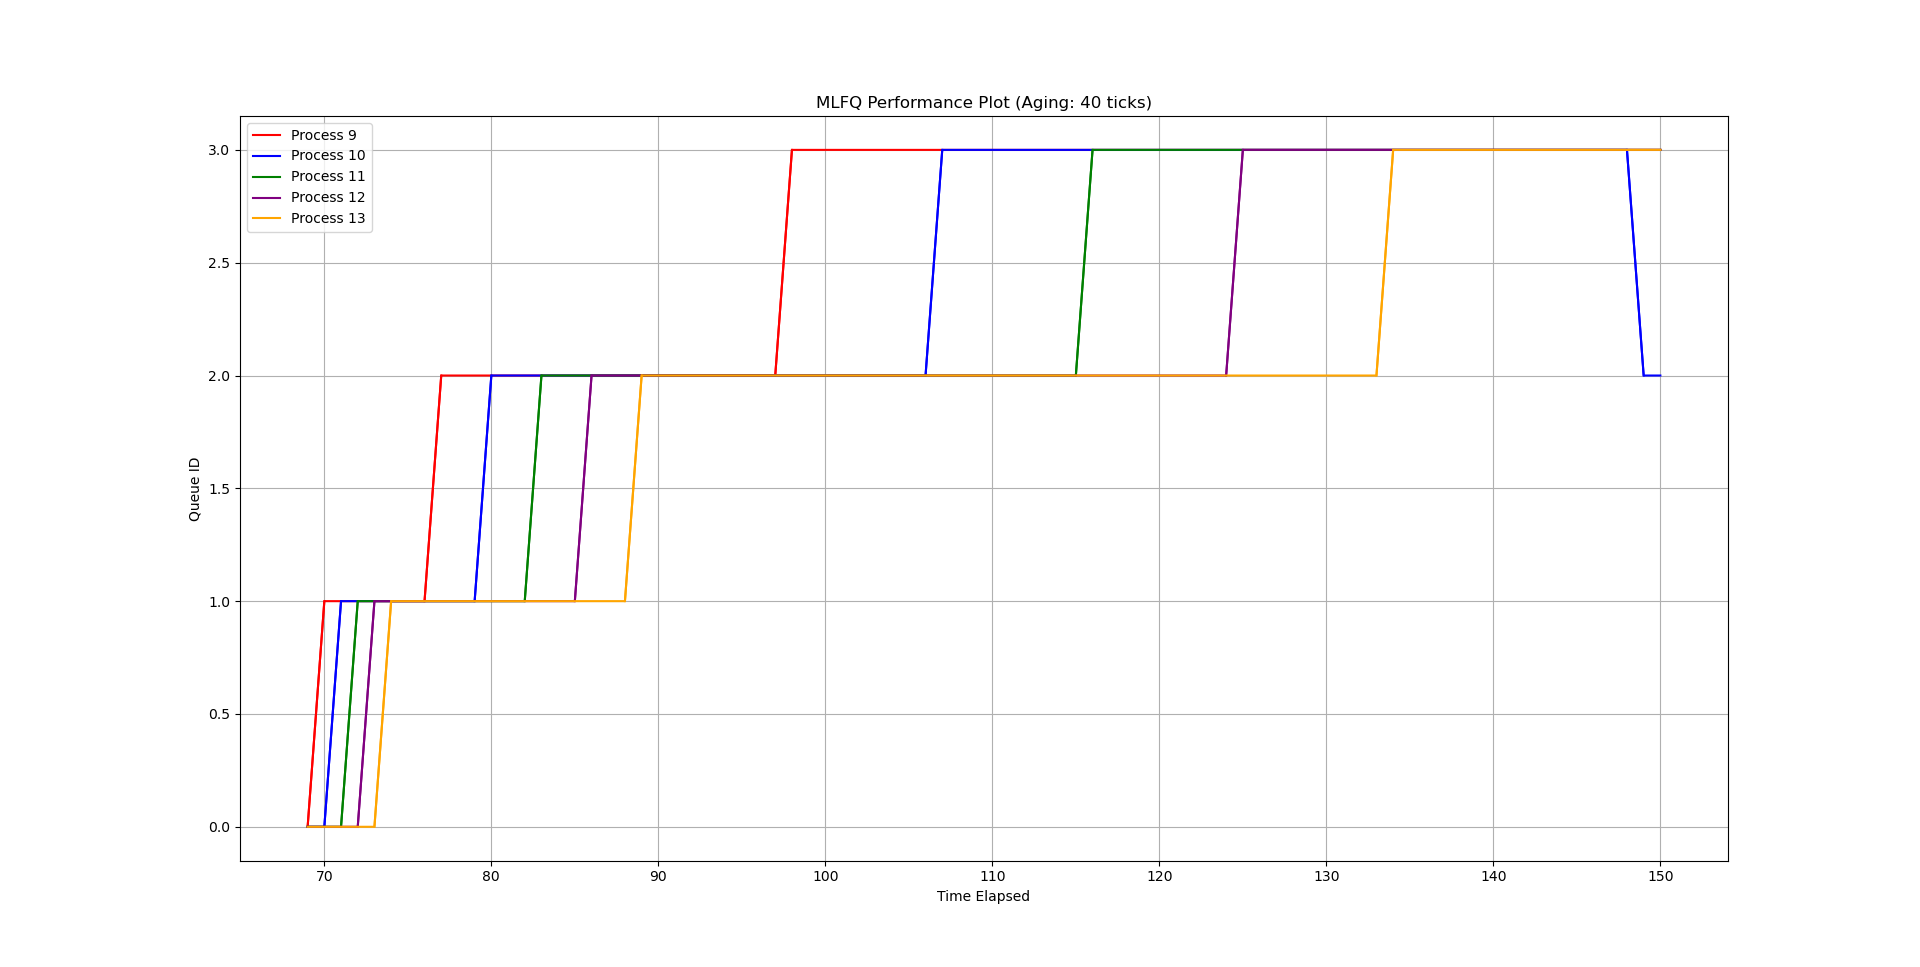 MLFQ Performance Plot (Aging: 40 ticks)
Process 9
Process 10
Process 11
Process 12
Process 13
3.0
2.5
2.0
1.5
1.0
0.5
0.0
Queue ID
70 80 90 100 110 120 130 140 150
Time Elapsed